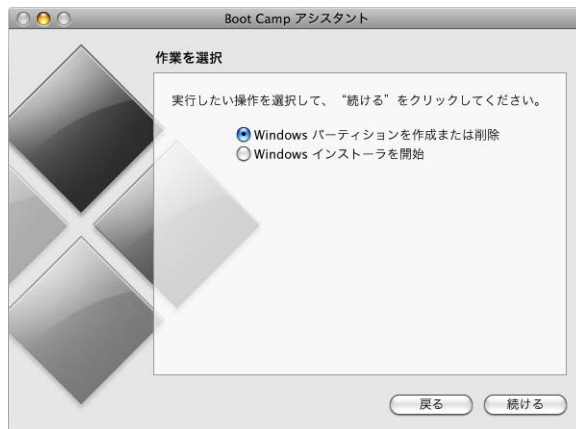 Boot Camp アシスタント
作業を選択
実行したい操作を選択して、“続ける”をクリックしてください。
Windows パーティションを作成または削除
Windows インストーラを開始
戻る
続ける